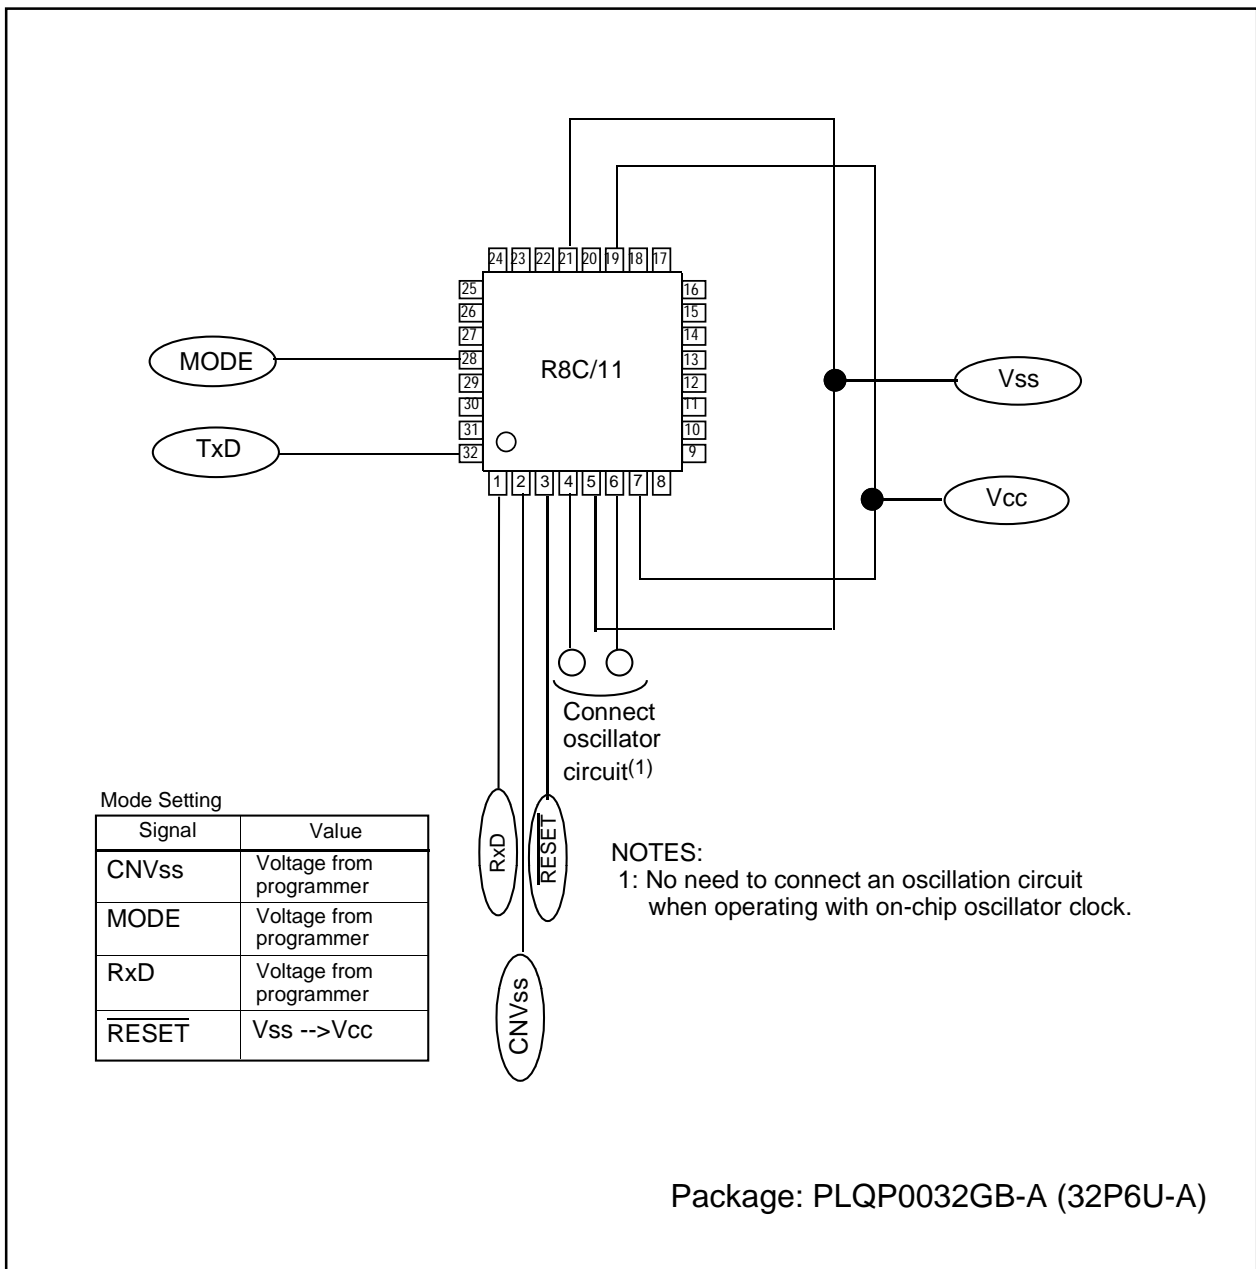 24 23 22 21 20 19 18 17
25
26
27
28
29
30
31
32
16
15
14
13
12
11
10
9
R8C/11
MODE
TxD
Vss
Vcc
1 2 3 4 5 6 7 8
Connect
oscillator
circuit(1)
RxD
RESET
CNVss
Mode Setting
Signal Value
CNVss Voltage from
programmer
MODE Voltage from
programmer
RxD Voltage from
programmer
RESET Vss -->Vcc
NOTES:
1: No need to connect an oscillation circuit
when operating with on-chip oscillator clock.
Package: PLQP0032GB-A (32P6U-A)